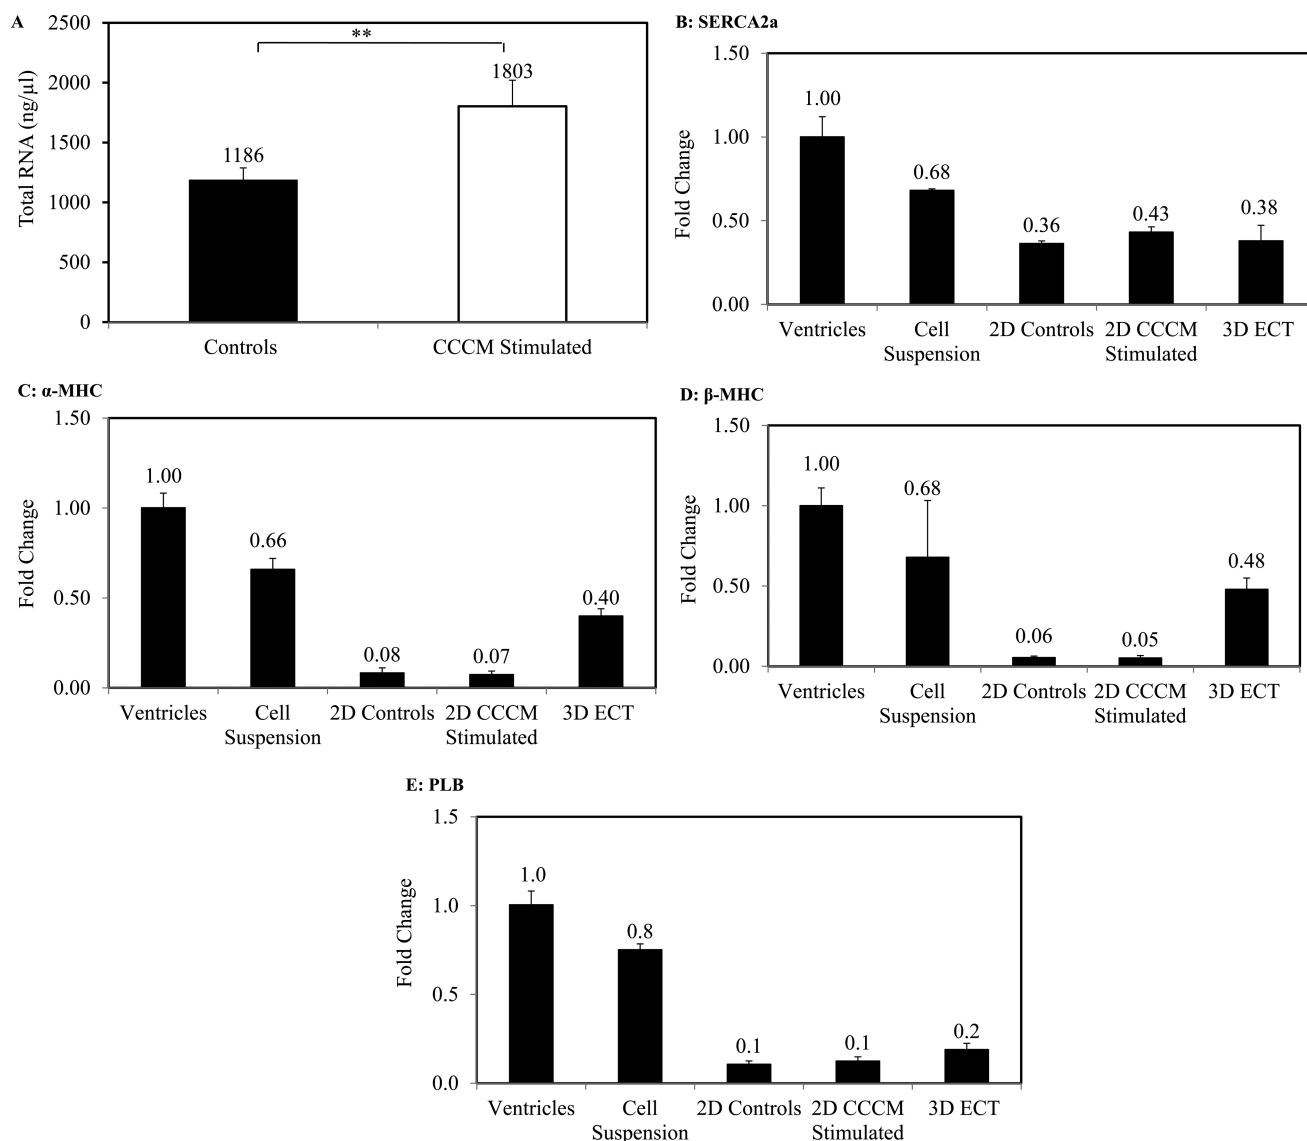 A
2500
2000
1500
1000
500
0
Total RNA (ng/µl)
**
1186
1803
Controls
CCCM Stimulated
B: SERCA2a
1.50
1.00
0.50
0.00
Fold Change
1.00
0.68
0.36
0.43
0.38
Ventricles
Cell
Suspension
2D Controls
2D CCCM
Stimulated
3D ECT
C: α-MHC
1.50
1.00
0.50
0.00
Fold Change
1.00
0.66
0.08
0.07
0.40
Ventricles
Cell
Suspension
2D Controls
2D CCCM
Stimulated
3D ECT
D: β-MHC
1.50
1.00
0.50
0.00
Fold Change
1.00
0.68
0.06
0.05
0.48
Ventricles
Cell
Suspension
2D Controls
2D CCCM
Stimulated
3D ECT
E: PLB
1.5
1.0
0.5
0.0
Fold Change
1.0
0.8
0.1
0.1
0.2
Ventricles
Cell
Suspension
2D Controls
2D CCCM
Stimulated
3D ECT